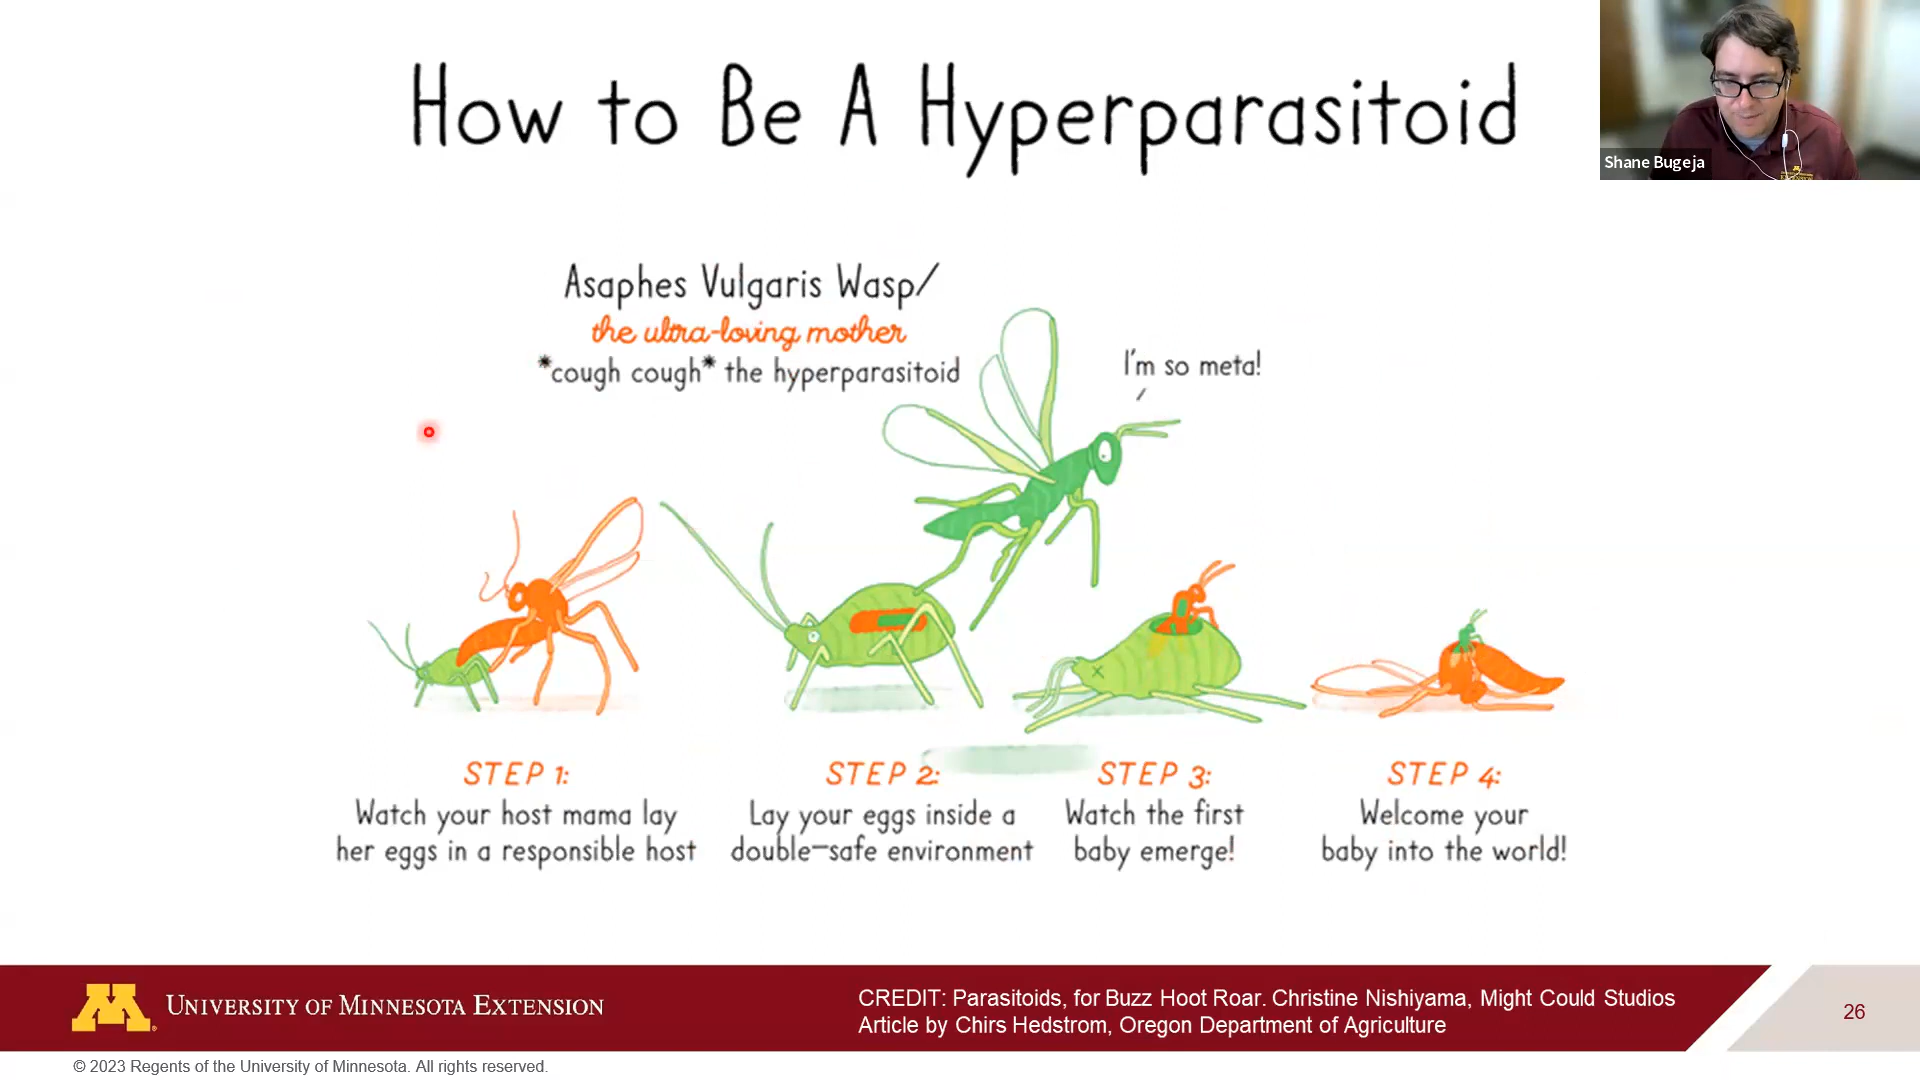 How to Be A Hyperparasitoid
Shane Bugeja
Asaphes Vulgaris Wasp/
the ultra-loving mother
*cough cough* the hyperparasitoid
I'm so meta!
STEP 1:
Watch your host mama lay
her eggs in a responsible host
STEP 2:
Lay your eggs inside a
double-safe environment
STEP 3:
Watch the first
baby emerge!
STEP 4:
Welcome your
baby into the world!
UNIVERSITY OF MINNESOTA EXTENSION
CREDIT: Parasitoids, for Buzz Hoot Roar. Christine Nishiyama, Might Could Studios
Article by Chirs Hedstrom, Oregon Department of Agriculture
26
© 2023 Regents of the University of Minnesota. All rights reserved.